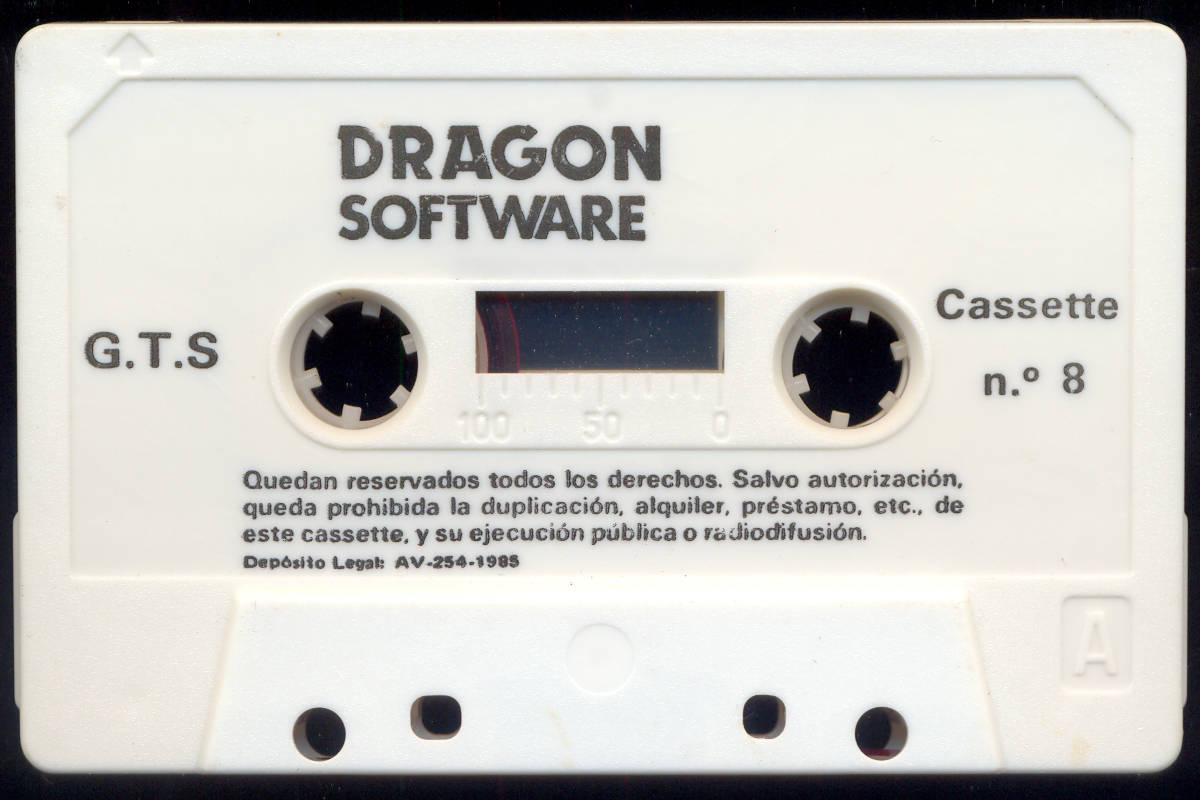 DRAGON
SOFTWARE
G.T.S
Cassette
n.º 8
100 50 0
Quedan reservados todos los derechos. Salvo autorización,
queda prohibida la duplicación, alquiler, préstamo, etc., de
este cassette, y su ejecución pública o radiodifusión.
Depósito Legal: AV-254-1985
A